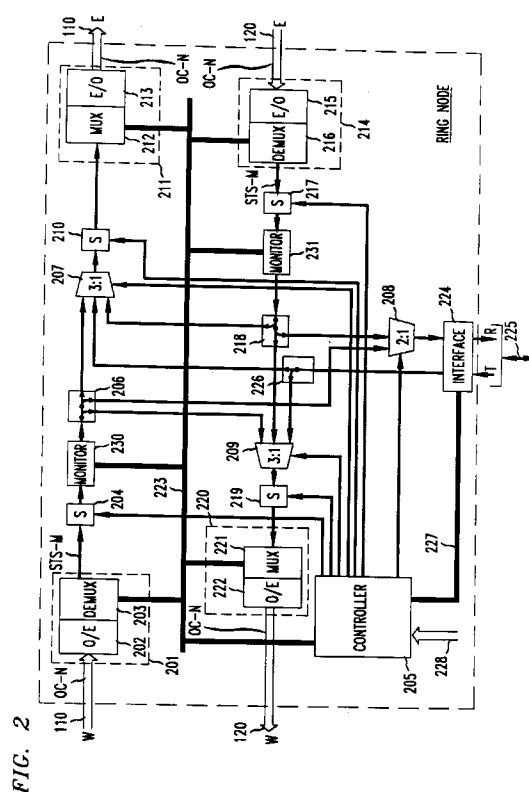 FIG. 2
110
W
OC-N
201
O/E
202
DEMUX
203
STS-M
S
204
MONITOR
230
206
3:1
207
S
210
211
MUX
212
E/O
213
OC-N
110
E
223
120
W
OC-N
220
O/E
222
MUX
221
S
219
3:1
209
226
218
MONITOR
231
S
217
STS-M
DEMUX
216
E/O
215
214
OC-N
120
E
CONTROLLER
205
228
227
2:1
208
INTERFACE
224
T
R
225
RING NODE